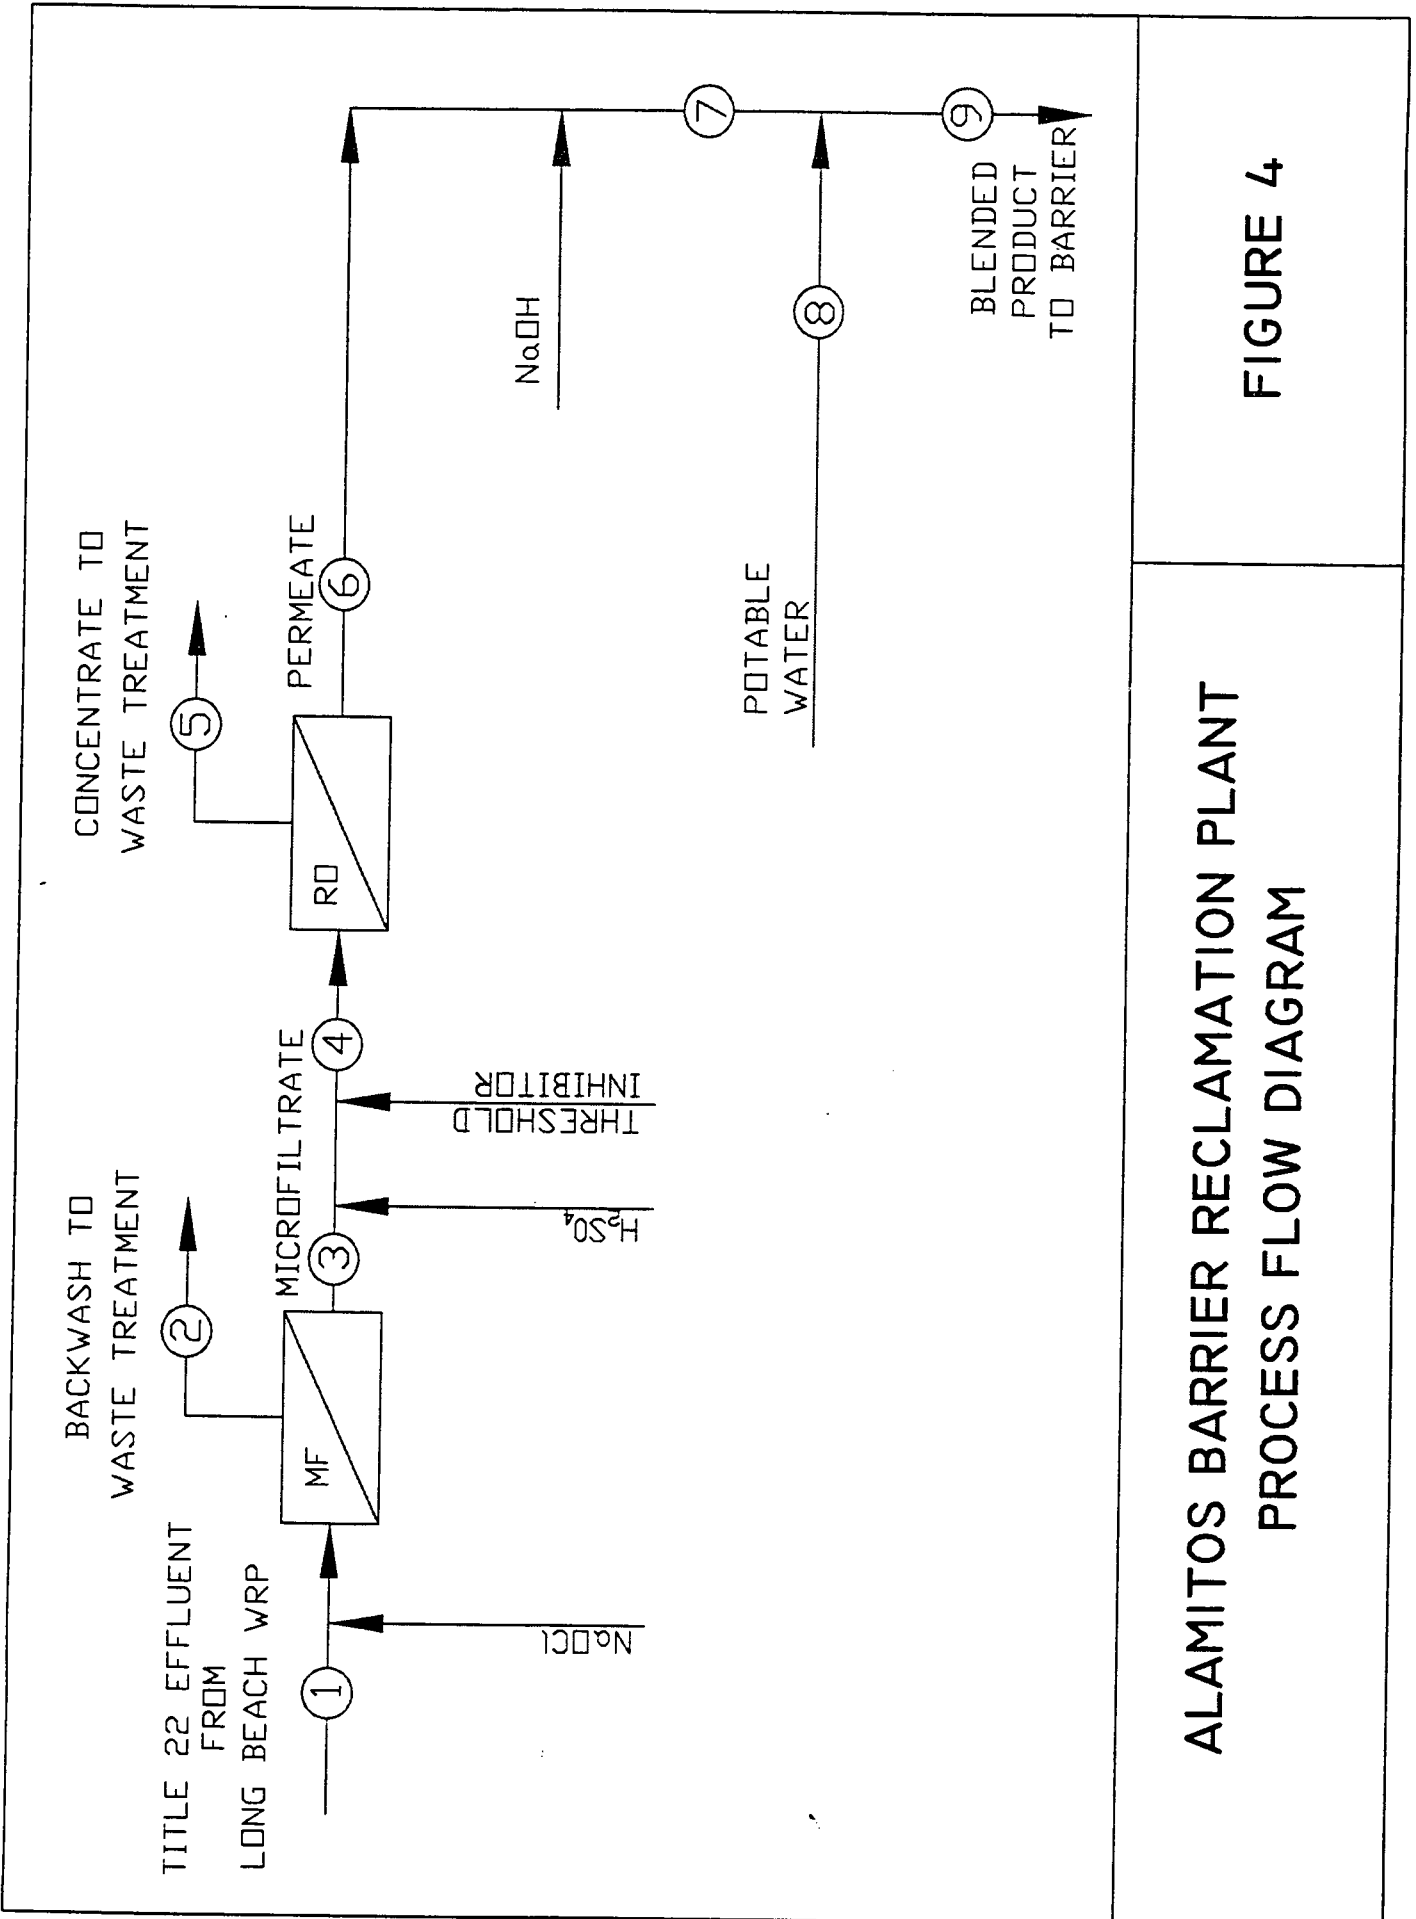 TITLE 22 EFFLUENT
FROM
LONG BEACH WRP
1
NaOCl
MF
BACKWASH TO
WASTE TREATMENT
2
MICROFILTRATE
3
H₂SO₄
THRESHOLD
INHIBITOR
4
RO
CONCENTRATE TO
WASTE TREATMENT
5
PERMEATE
6
NaOH
7
POTABLE
WATER
8
9
BLENDED
PRODUCT
TO BARRIER
ALAMITOS BARRIER RECLAMATION PLANT
PROCESS FLOW DIAGRAM
FIGURE 4